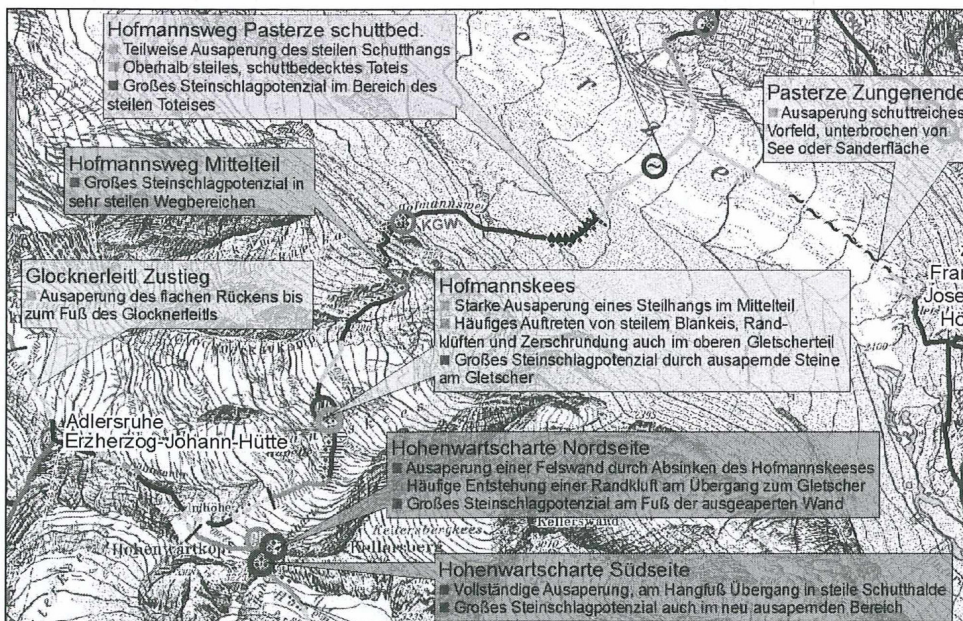 Hofmannsweg Pasterze schuttbed.
Teilweise Ausaperung des steilen Schutthangs
Oberhalb steiles, schuttbedecktes Toteis
Großes Steinschlagpotenzial im Bereich des
steilen Toteises
Pasterze Zungenende
Ausaperung schuttreiches
Vorfeld, unterbrochen von
See oder Sanderfläche
Hofmannsweg Mittelteil
Großes Steinschlagpotenzial in
sehr steilen Wegbereichen
KGW
Glocknerleitl Zustieg
Ausaperung des flachen Rückens bis
zum Fuß des Glocknerleitls
Hofmannskees
Starke Ausaperung eines Steilhangs im Mittelteil
Häufiges Auftreten von steilem Blankeis, Rand-
klüften und Zerschrundung auch im oberen Gletscherteil
Großes Steinschlagpotenzial durch ausapernde Steine
am Gletscher
Fran
Jose
Hö
2400
Adlersruhe
Erzherzog-Johann-Hütte
Hohenwartscharte Nordseite
Ausaperung einer Felswand durch Absinken des Hofmannskeeses
Häufige Entstehung einer Randkluft am Übergang zum Gletscher
Großes Steinschlagpotenzial am Fuß der ausgeaperten Wand
Kellersbergkees
Kellerswand
Hohenwartkopf
Kellersberg
Hohenwartscharte Südseite
Vollständige Ausaperung, am Hangfuß Übergang in steile Schutthalde
Großes Steinschlagpotenzial auch im neu ausapernden Bereich